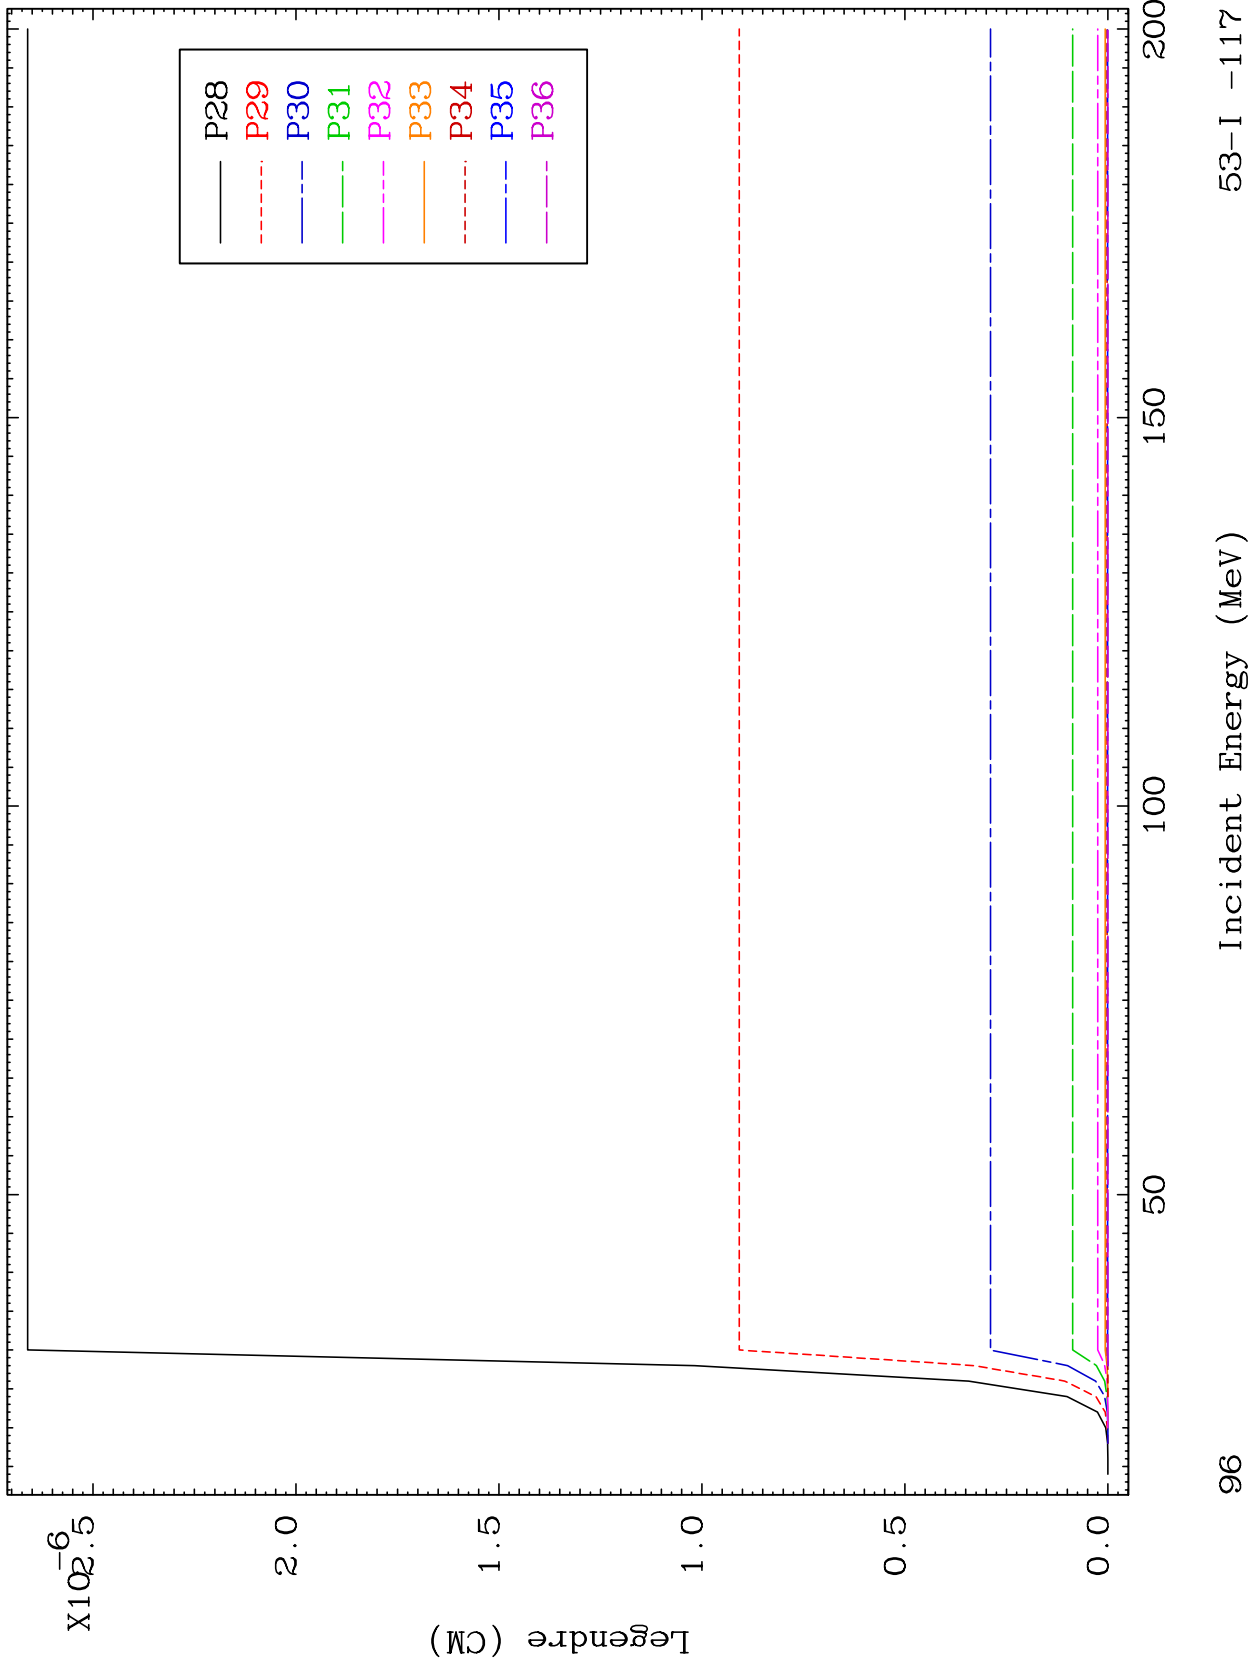 X10-6
2.5
2.0
1.5
1.0
0.5
0.0
Legendre (CM)
P28
P29
P30
P31
P32
P33
P34
P35
P36
50
100
150
200
Incident Energy (MeV)
96
53-I -117